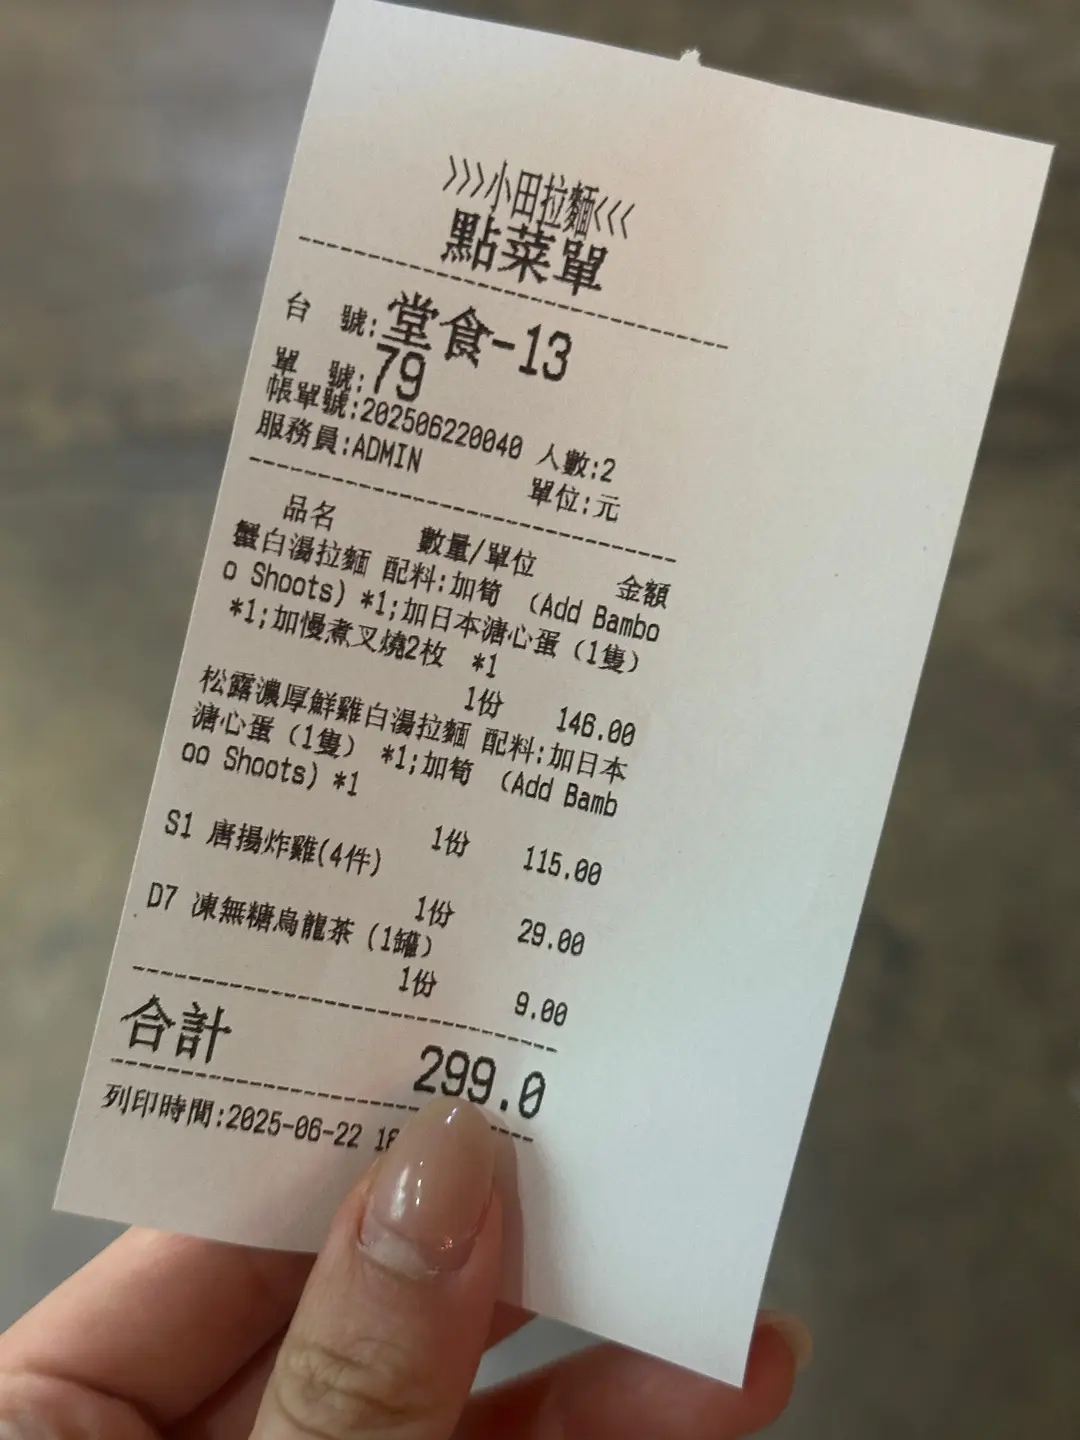 >>>小田拉麵<<<
點菜單
台 號:堂食-13
單 號:79
帳單號:202506220040 人數:2
服務員:ADMIN 單位:元
品名 數量/單位 金額
蟹白湯拉麵 配料:加筍 (Add Bambo
o Shoots) *1;加日本溏心蛋 (1隻)
*1;加慢煮叉燒2枚 *1
1份 146.00
松露濃厚鮮雞白湯拉麵 配料:加日本
溏心蛋 (1隻) *1;加筍 (Add Bamb
oo Shoots) *1
1份 115.00
S1 唐揚炸雞(4件)
1份 29.00
D7 凍無糖烏龍茶 (1罐)
1份 9.00
合計 299.0
列印時間:2025-06-22